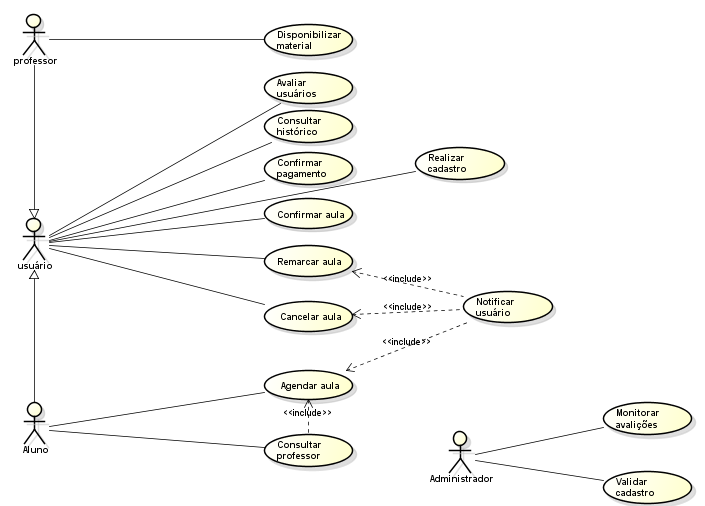 professor
Disponibilizar
material
Avaliar
usuários
Consultar
histórico
Confirmar
pagamento
Realizar
cadastro
Confirmar aula
usuário
Remarcar aula
<<include>>
Notificar
usuário
<<include>>
Cancelar aula
<<include>>
Agendar aula
<<include>>
Aluno
Consultar
professor
Administrador
Monitorar
avalições
Validar
cadastro